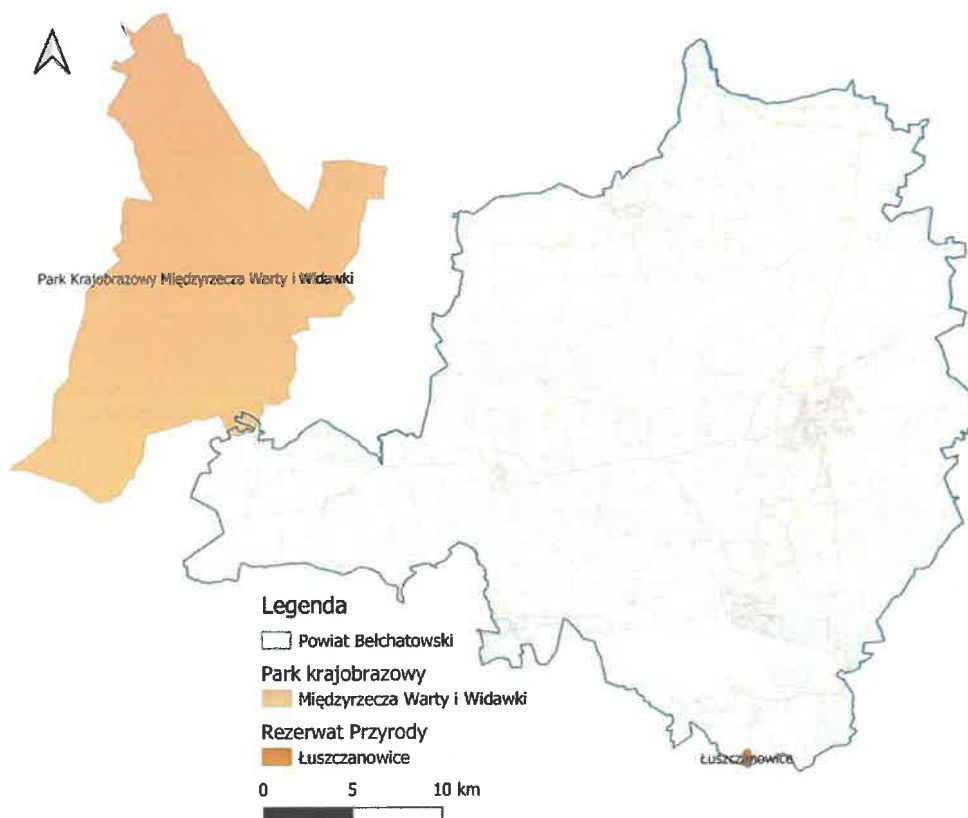 Park Krajobrazowy Międzyrzecza Warty i Widawki
Legenda
Powiat Bełchatowski
Park krajobrazowy
Międzyrzecza Warty i Widawki
Rezerwat Przyrody
Łuszczanowice
0 5 10 km
Łuszczanowice